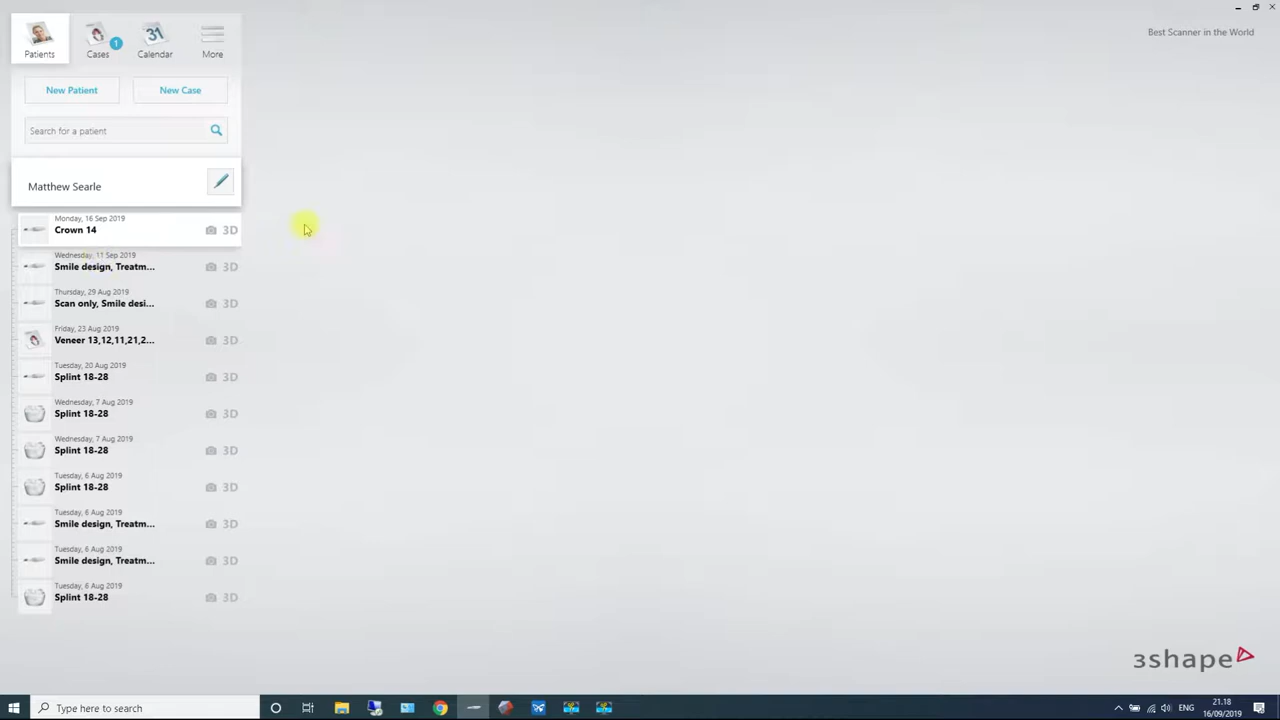 Best Scanner in the World
31
1
Patients
Cases
Calendar
More
New Patient
New Case
Search for a patient
Matthew Searle
Monday, 16 Sep 2019
Crown 14
3D
Wednesday, 11 Sep 2019
Smile design, Treatm...
3D
Thursday, 29 Aug 2019
Scan only, Smile desi...
3D
Friday, 23 Aug 2019
Veneer 13,12,11,21,2...
3D
Tuesday, 20 Aug 2019
Splint 18-28
3D
Wednesday, 7 Aug 2019
Splint 18-28
3D
Wednesday, 7 Aug 2019
Splint 18-28
3D
Tuesday, 6 Aug 2019
Splint 18-28
3D
Tuesday, 6 Aug 2019
Smile design, Treatm...
3D
Tuesday, 6 Aug 2019
Smile design, Treatm...
3D
Tuesday, 6 Aug 2019
Splint 18-28
3D
3shape
Type here to search
ENG
21.18
16/09/2019